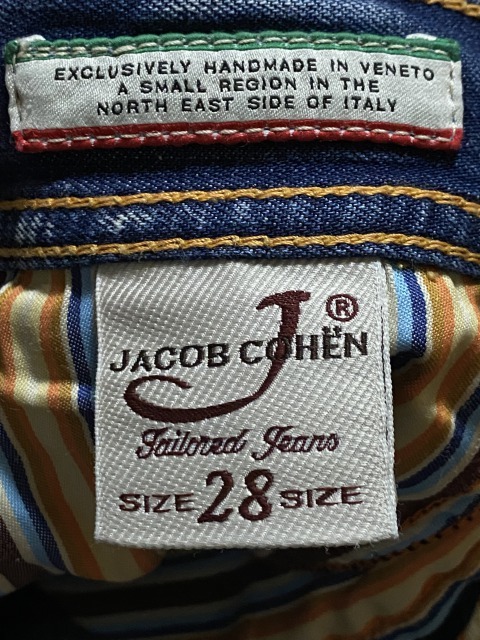 EXCLUSIVELY HANDMADE IN VENETO
A SMALL REGION IN THE
NORTH EAST SIDE OF ITALY
J®
JACOB COHËN
Tailored Jeans
SIZE 28 SIZE